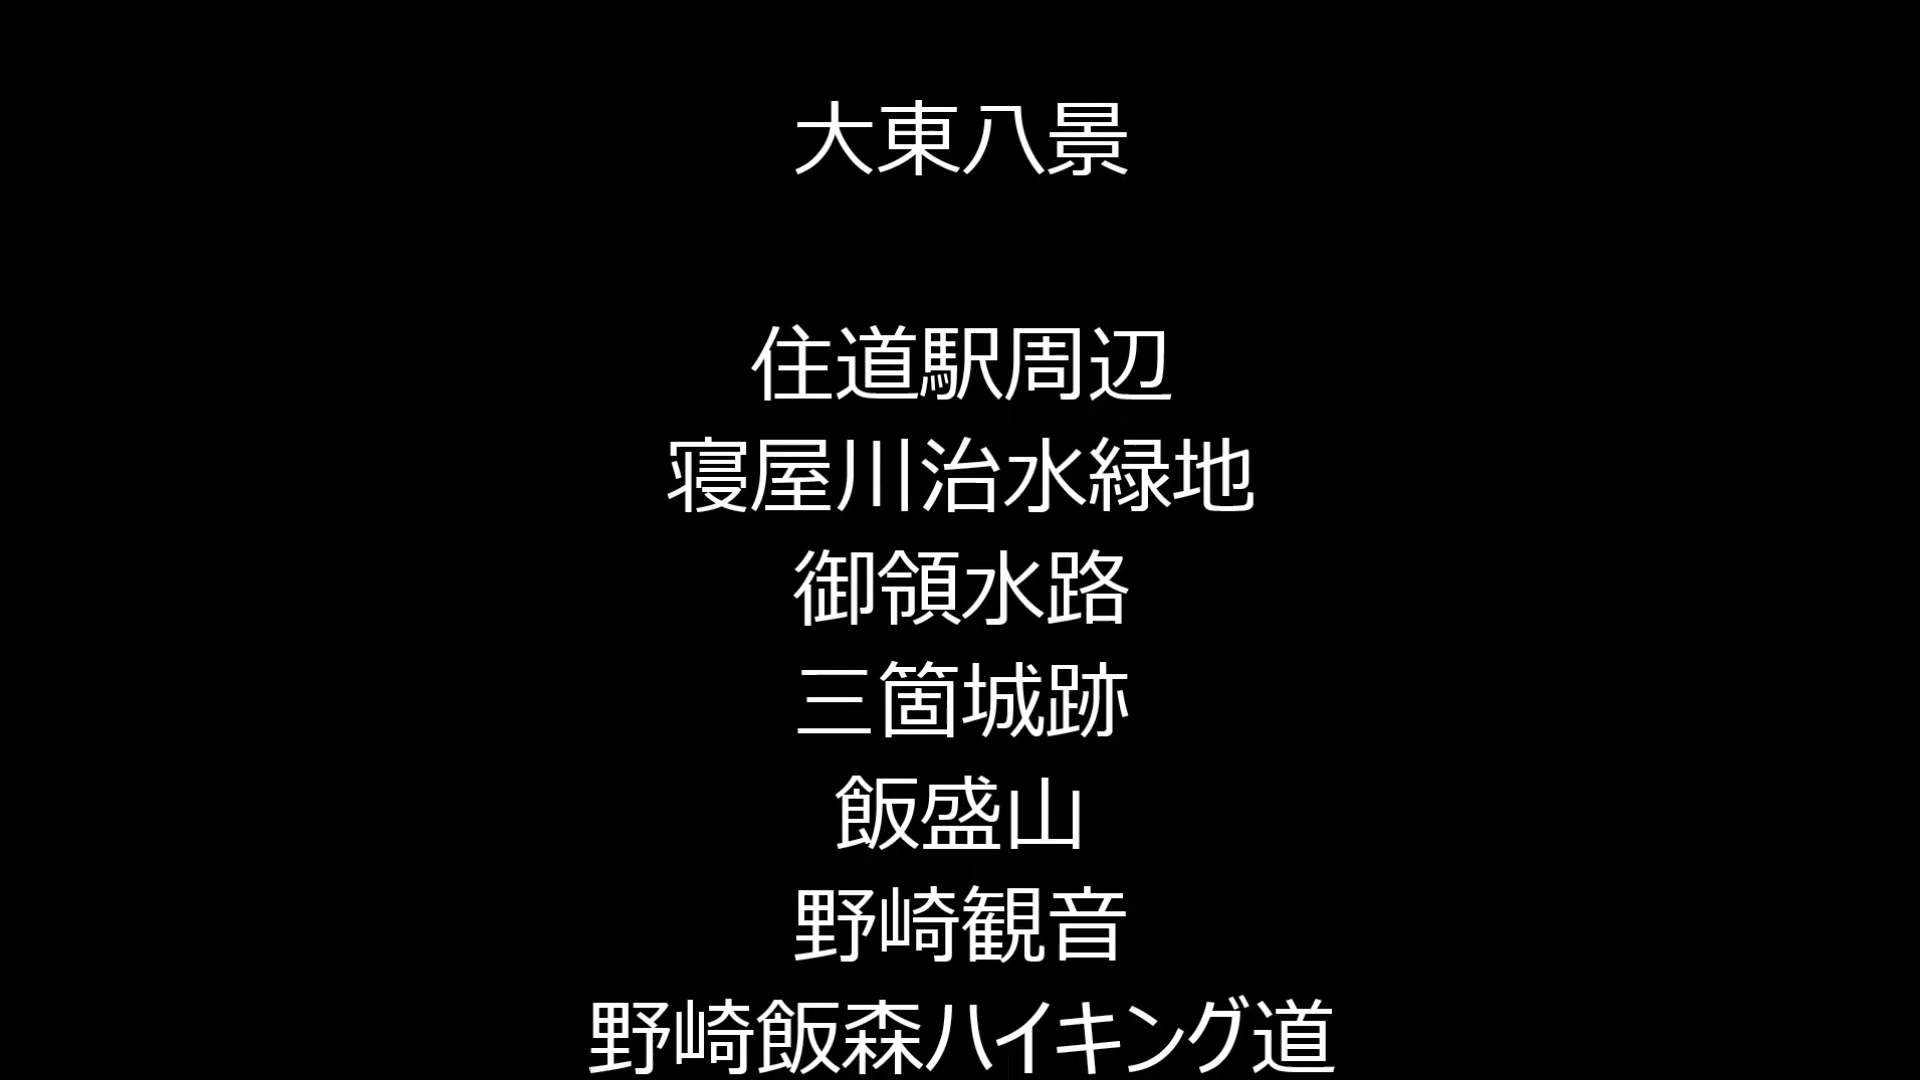 大東八景
住道駅周辺
寝屋川治水緑地
御領水路
三箇城跡
飯盛山
野崎観音
野崎飯森ハイキング道